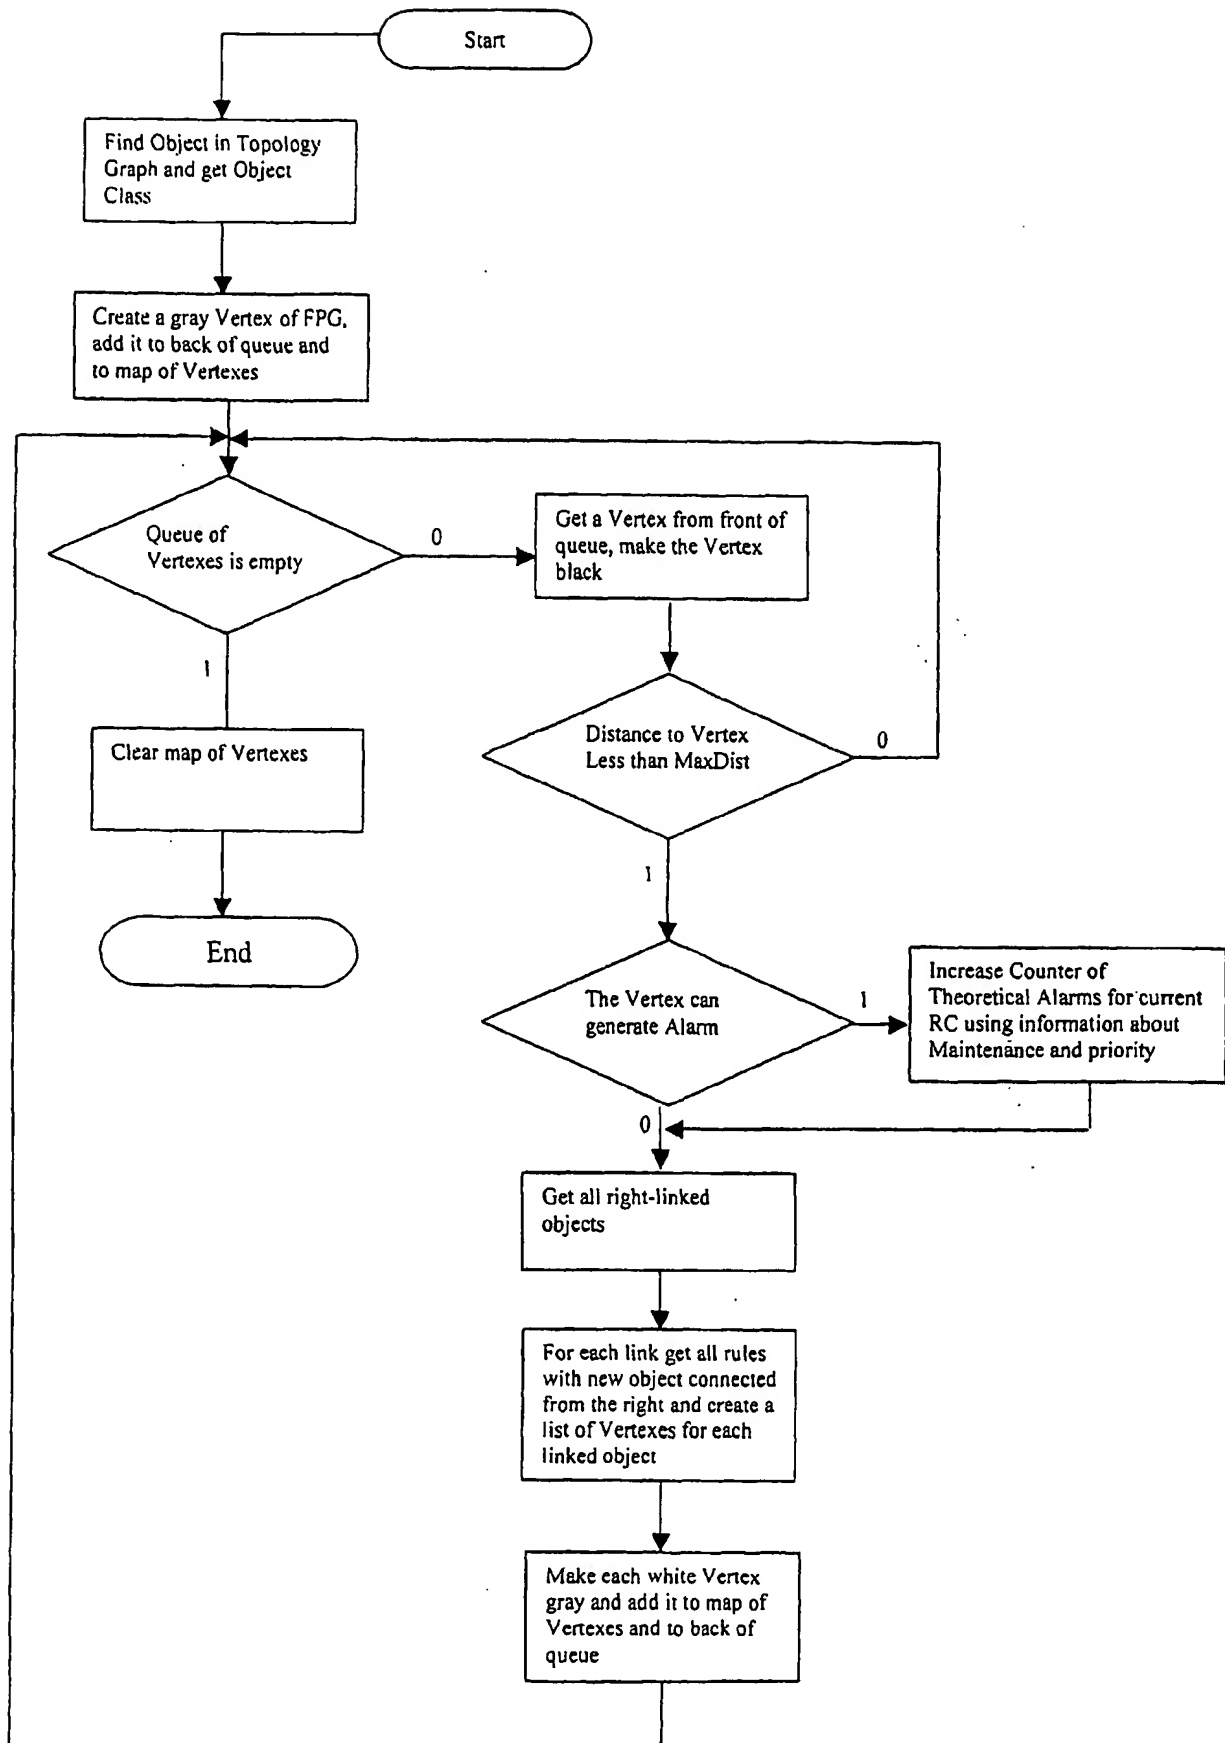 Start
Find Object in Topology
Graph and get Object
Class
Create a gray Vertex of FPG,
add it to back of queue and
to map of Vertexes
Queue of
Vertexes is empty
0
Get a Vertex from front of
queue, make the Vertex
black
1
Clear map of Vertexes
End
Distance to Vertex
Less than MaxDist
0
1
The Vertex can
generate Alarm
1
Increase Counter of
Theoretical Alarms for current
RC using information about
Maintenance and priority
0
Get all right-linked
objects
For each link get all rules
with new object connected
from the right and create a
list of Vertexes for each
linked object
Make each white Vertex
gray and add it to map of
Vertexes and to back of
queue